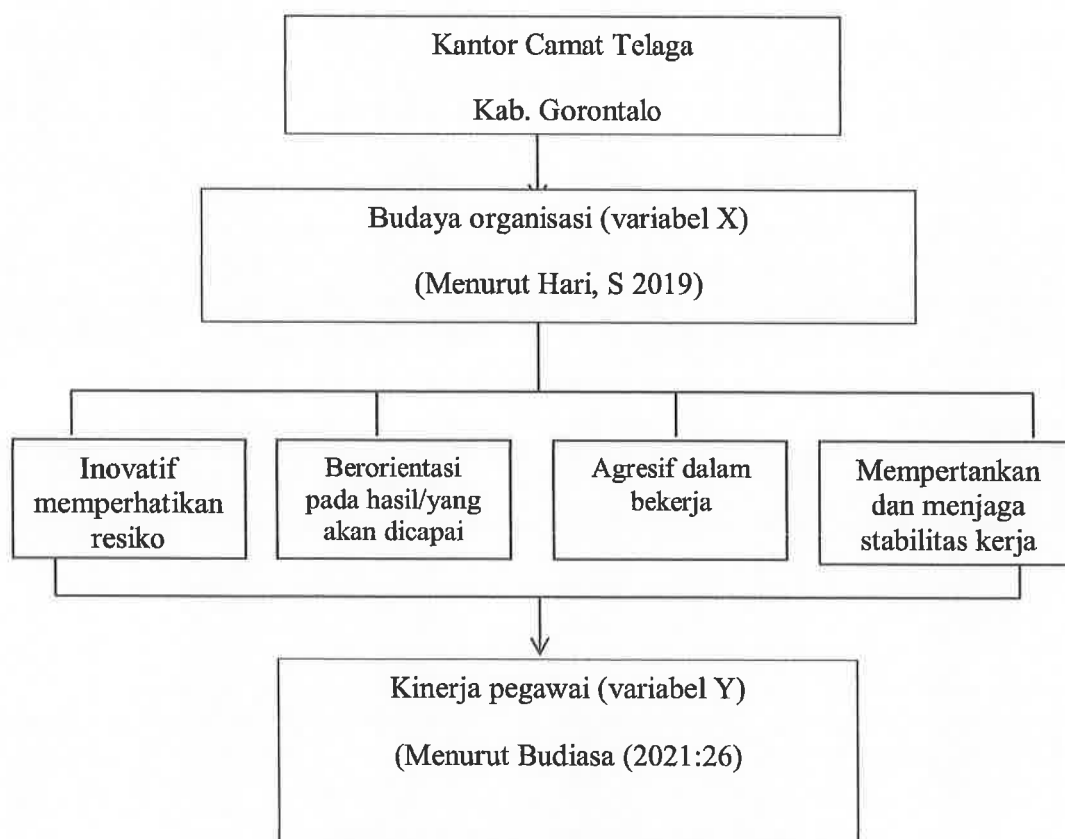 Kantor Camat Telaga
Kab. Gorontalo
Budaya organisasi (variabel X)
(Menurut Hari, S 2019)
Inovatif
memperhatikan
resiko
Berorientasi
pada hasil/yang
akan dicapai
Agresif dalam
bekerja
Mempertankan
dan menjaga
stabilitas kerja
Kinerja pegawai (variabel Y)
(Menurut Budiasa (2021:26)